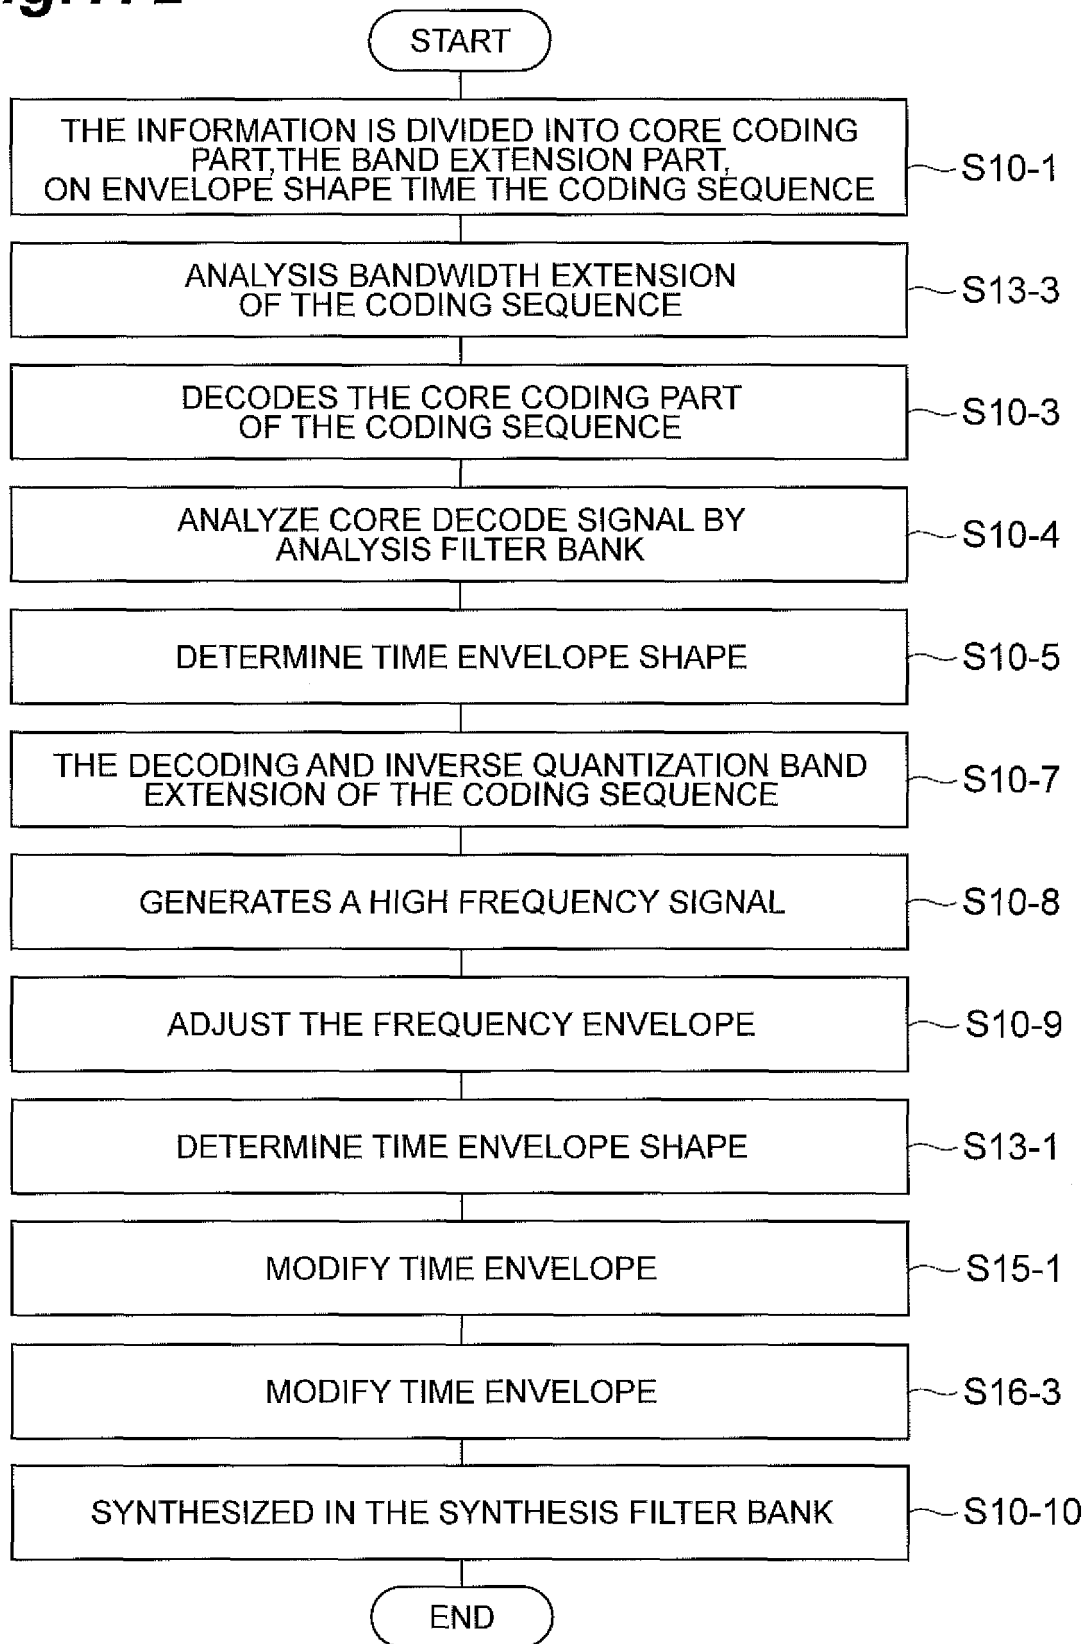 START
THE INFORMATION IS DIVIDED INTO CORE CODING
PART, THE BAND EXTENSION PART,
ON ENVELOPE SHAPE TIME THE CODING SEQUENCE
S10-1
ANALYSIS BANDWIDTH EXTENSION
OF THE CODING SEQUENCE
S13-3
DECODES THE CORE CODING PART
OF THE CODING SEQUENCE
S10-3
ANALYZE CORE DECODE SIGNAL BY
ANALYSIS FILTER BANK
S10-4
DETERMINE TIME ENVELOPE SHAPE
S10-5
THE DECODING AND INVERSE QUANTIZATION BAND
EXTENSION OF THE CODING SEQUENCE
S10-7
GENERATES A HIGH FREQUENCY SIGNAL
S10-8
ADJUST THE FREQUENCY ENVELOPE
S10-9
DETERMINE TIME ENVELOPE SHAPE
S13-1
MODIFY TIME ENVELOPE
S15-1
MODIFY TIME ENVELOPE
S16-3
SYNTHESIZED IN THE SYNTHESIS FILTER BANK
S10-10
END